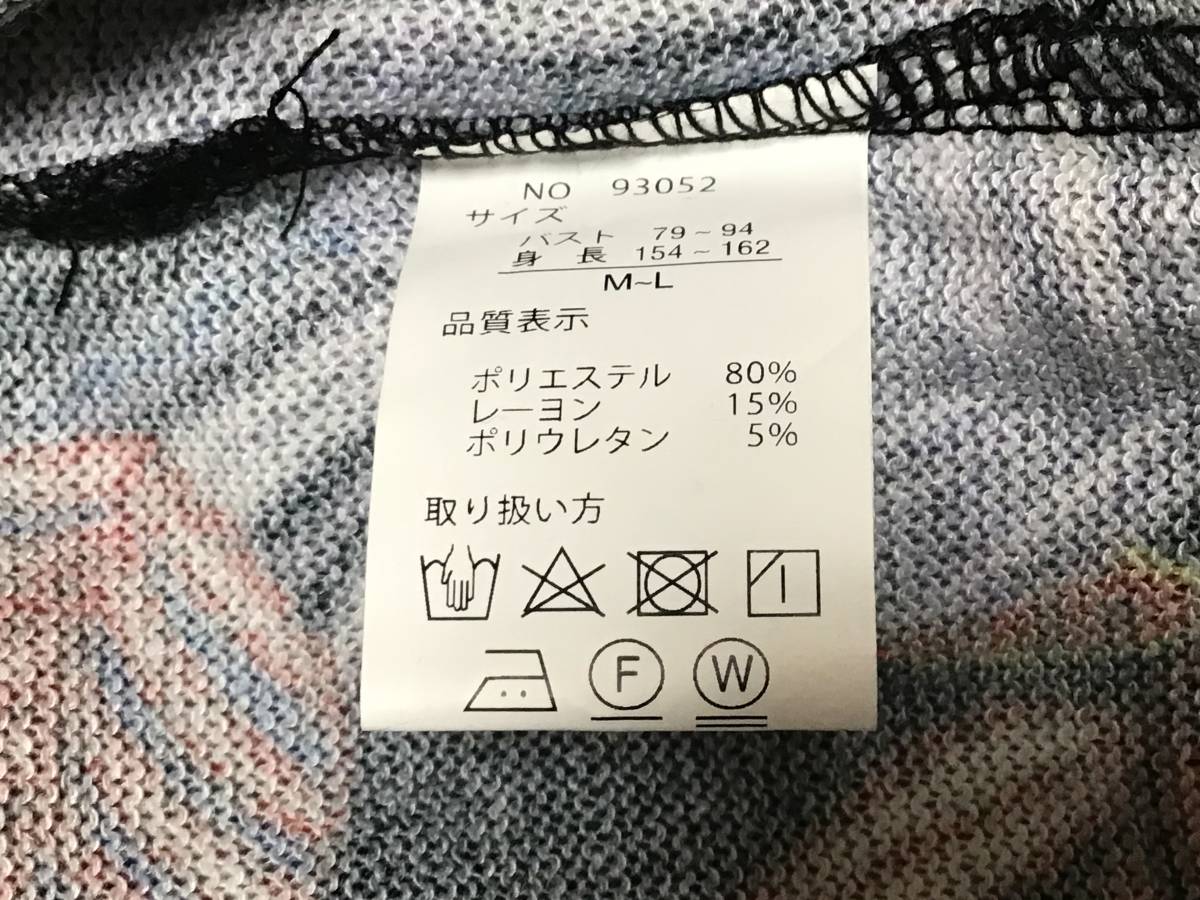 NO 93052
サイズ
バスト 79~94
身長 154~162
M~L
品質表示
ポリエステル 80%
レーヨン 15%
ポリウレタン 5%
取り扱い方
F W